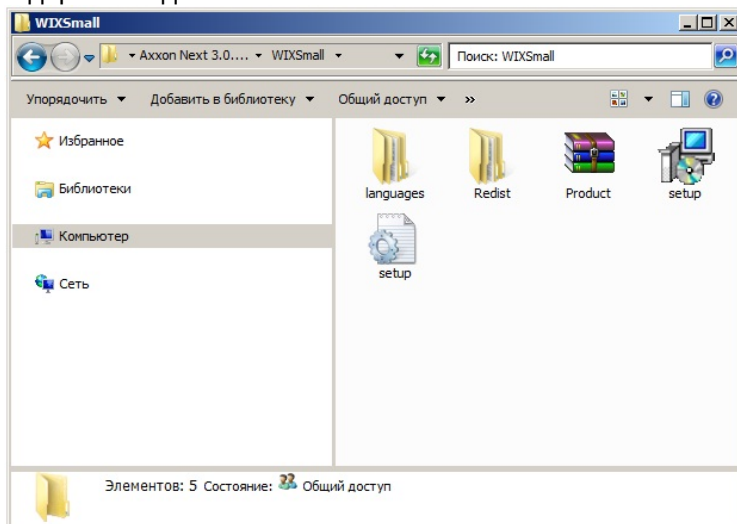 WIXSmall
Axxon Next 3.0.... WIXSmall Поиск: WIXSmall
Упорядочить Добавить в библиотеку Общий доступ »
Избранное
Библиотеки
Компьютер
Сеть
languages Redist Product setup
setup
Элементов: 5 Состояние: Общий доступ